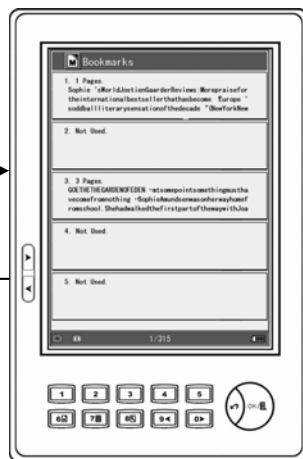 Bookmarks
1. 1 Pages.
Sophie 'sWorldJostienGaarderReviews:Morepraisefor
theinternationalbestsellerthathasbecome Europe '
soddballliterarysensationofthedecade "(NewYorkNew
2. Not Used.
3. 3 Pages.
GOETHETHEGARDENOFEDEN -atsomepointsomethingmustha
vecomefromnothing -SophieAmundsenwasonherwayhomef
romschool. Shehadwalkedthefirstpartofthewaywith Joa
4. Not Used.
5. Not Used.
1/315
1 2 3 4 5
6 7 8 9 0
OK/